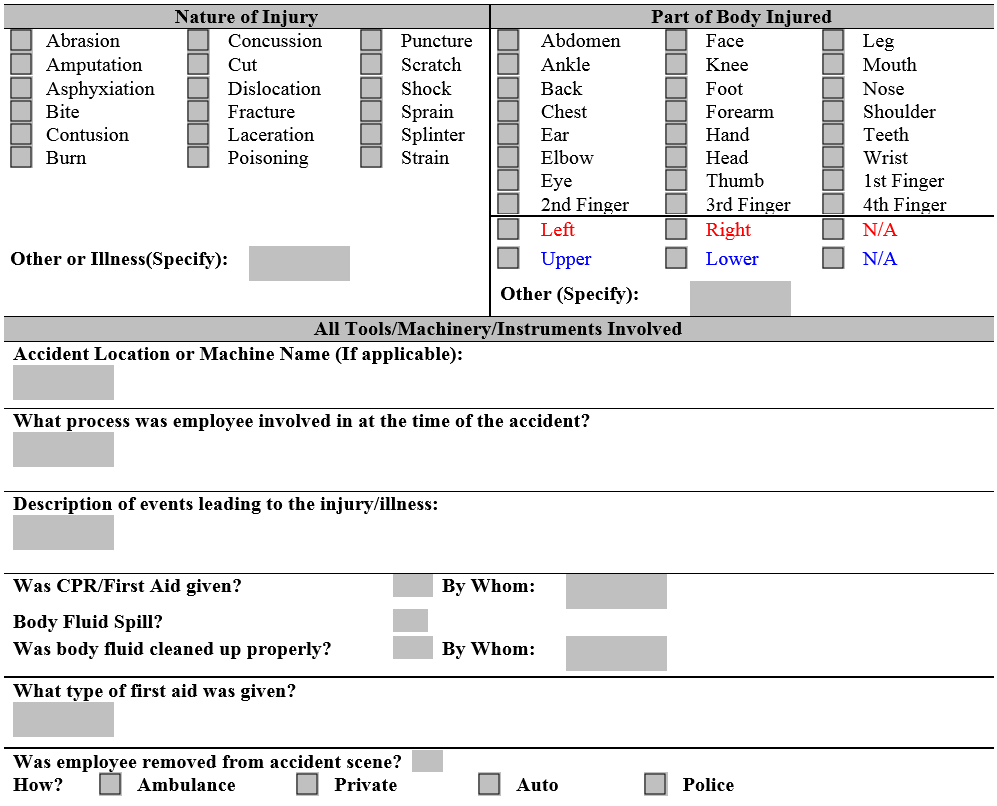 Nature of Injury
Abrasion Concussion Puncture
Amputation Cut Scratch
Asphyxiation Dislocation Shock
Bite Fracture Sprain
Contusion Laceration Splinter
Burn Poisoning Strain
Other or Illness(Specify):
Part of Body Injured
Abdomen Face Leg
Ankle Knee Mouth
Back Foot Nose
Chest Forearm Shoulder
Ear Hand Teeth
Elbow Head Wrist
Eye Thumb 1st Finger
2nd Finger 3rd Finger 4th Finger
Left Right N/A
Upper Lower N/A
Other (Specify):
All Tools/Machinery/Instruments Involved
Accident Location or Machine Name (If applicable):
What process was employee involved in at the time of the accident?
Description of events leading to the injury/illness:
Was CPR/First Aid given? By Whom:
Body Fluid Spill?
Was body fluid cleaned up properly? By Whom:
What type of first aid was given?
Was employee removed from accident scene?
How? Ambulance Private Auto Police